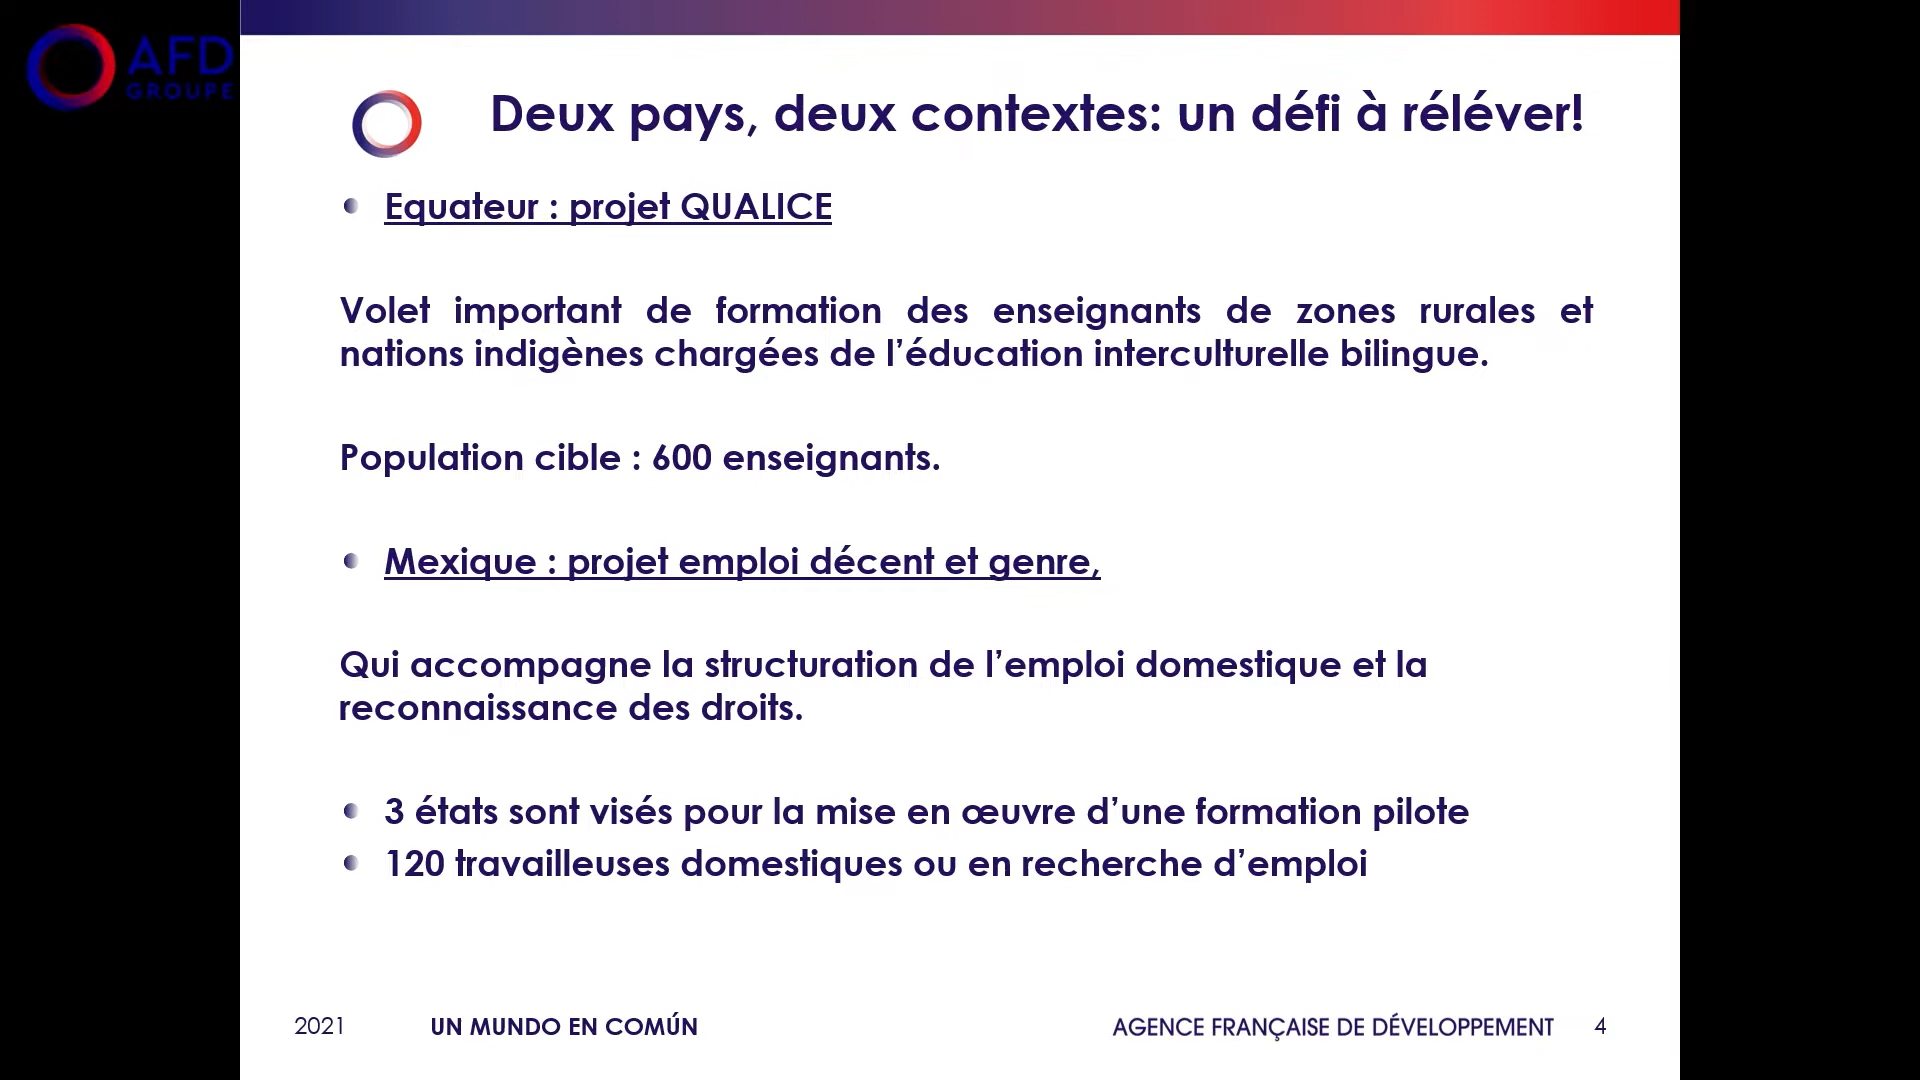 AFD
GROUPE
Deux pays, deux contextes: un défi à réléver!
Equateur : projet QUALICE
Volet important de formation des enseignants de zones rurales et
nations indigènes chargées de l’éducation interculturelle bilingue.
Population cible : 600 enseignants.
Mexique : projet emploi décent et genre,
Qui accompagne la structuration de l’emploi domestique et la
reconnaissance des droits.
3 états sont visés pour la mise en œuvre d’une formation pilote
120 travailleuses domestiques ou en recherche d’emploi
2021 UN MUNDO EN COMÚN AGENCE FRANÇAISE DE DÉVELOPPEMENT 4